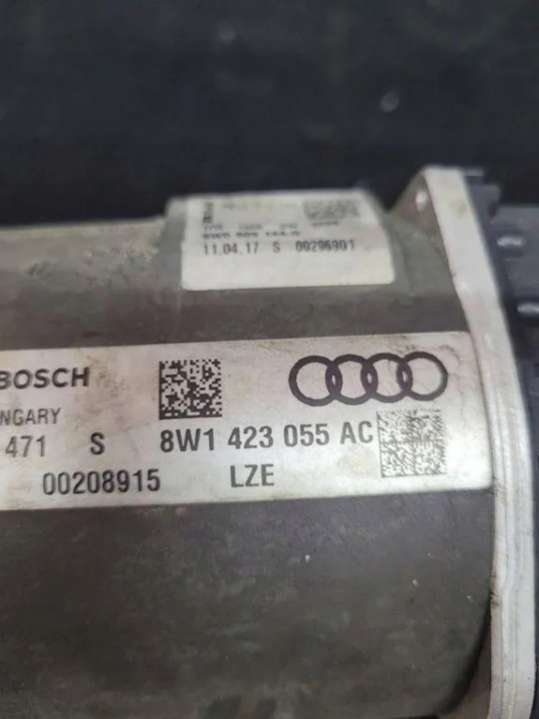 11.04.17 S 00296901
BOSCH
NGARY
471 S 8W1 423 055 AC
00208915 LZE